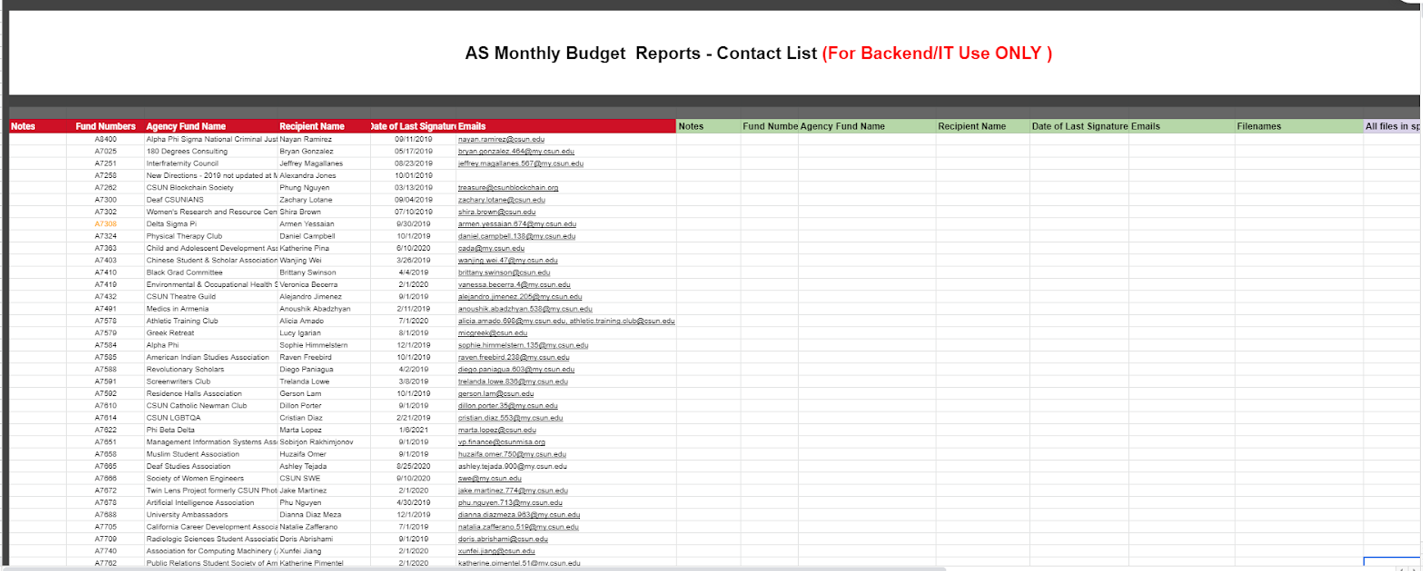 AS Monthly Budget  Reports - Contact List (For Backend/IT Use ONLY )
Notes Fund Numbers Agency Fund Name Recipient Name Date of Last Signature Emails Notes Fund Numbe Agency Fund Name Recipient Name Date of Last Signature Emails Filenames All files in sp
A8400 Alpha Phi Sigma National Criminal Just Nayan Ramirez 09/11/2019 nayan.ramirez@csun.edu
A7025 180 Degrees Consulting Bryan Gonzalez 05/17/2019 bryan.gonzalez.464@my.csun.edu
A7251 Interfraternity Council Jeffrey Magallanes 08/23/2019 jeffrey.magallanes.567@my.csun.edu
A7258 New Directions - 2019 not updated at M Alexandra Jones 10/01/2019
A7262 CSUN Blockchain Society Phung Nguyen 03/13/2019 treasure@csunblockchain.org
A7300 Deaf CSUNIANS Zachary Lotane 09/04/2019 zachary.lotane@csun.edu
A7302 Women's Research and Resource Cen Shira Brown 07/10/2019 shira.brown@csun.edu
A7308 Delta Sigma Pi Armen Yessaian 9/30/2019 armen.yessaian.674@my.csun.edu
A7324 Physical Therapy Club Daniel Campbell 10/1/2019 daniel.campbell.138@my.csun.edu
A7363 Child and Adolescent Development Ass Katherine Pina 6/10/2020 cada@my.csun.edu
A7403 Chinese Student & Scholar Association Wanjing Wei 3/26/2019 wanjing.wei.47@my.csun.edu
A7410 Black Grad Committee Brittany Swinson 4/4/2019 brittany.swinson@csun.edu
A7419 Environmental & Occupational Health S Veronica Becerra 2/1/2020 vanessa.becerra.4@my.csun.edu
A7432 CSUN Theatre Guild Alejandro Jimenez 9/1/2019 alejandro.jimenez.205@my.csun.edu
A7491 Medics in Armenia Anoushik Abadzhyan 2/11/2019 anoushik.abadzhyan.538@my.csun.edu
A7578 Athletic Training Club Alicia Amado 7/1/2020 alicia.amado.698@my.csun.edu, athletic.training.club@csun.edu
A7579 Greek Retreat Lucy Igarian 8/1/2019 micgreek@csun.edu
A7584 Alpha Phi Sophie Himmelstern 12/1/2019 sophie.himmelstern.135@my.csun.edu
A7585 American Indian Studies Association Raven Freebird 10/1/2019 raven.freebird.238@my.csun.edu
A7588 Revolutionary Scholars Diego Paniagua 4/2/2019 diego.paniagua.603@my.csun.edu
A7591 Screenwriters Club Trelanda Lowe 3/8/2019 trelanda.lowe.836@my.csun.edu
A7592 Residence Halls Association Gerson Lam 10/1/2019 gerson.lam@csun.edu
A7610 CSUN Catholic Newman Club Dillon Porter 9/1/2019 dillon.porter.35@my.csun.edu
A7614 CSUN LGBTQA Cristian Diaz 2/21/2019 cristian.diaz.553@my.csun.edu
A7622 Phi Beta Delta Marta Lopez 1/6/2021 marta.lopez@csun.edu
A7651 Management Information Systems Ass Sobirjon Rakhimjonov 9/1/2019 vp.finance@csunmisa.org
A7658 Muslim Student Association Huzaifa Omer 9/1/2019 huzaifa.omer.750@my.csun.edu
A7665 Deaf Studies Association Ashley Tejada 8/25/2020 ashley.tejada.900@my.csun.edu
A7666 Society of Women Engineers CSUN SWE 9/10/2020 swe@my.csun.edu
A7672 Twin Lens Project formerly CSUN Phot Jake Martinez 2/1/2020 jake.martinez.774@my.csun.edu
A7678 Artificial Intelligence Association Phu Nguyen 4/30/2019 phu.nguyen.713@my.csun.edu
A7688 University Ambassadors Dianna Diaz Meza 12/1/2019 dianna.diazmeza.963@my.csun.edu
A7705 California Career Development Associa Natalie Zafferano 7/1/2019 natalia.zafferano.519@my.csun.edu
A7709 Radiologic Sciences Student Associatic Doris Abrishami 9/1/2019 doris.abrishami@csun.edu
A7740 Association for Computing Machinery ( Xunfei Jiang 2/1/2020 xunfei.jiang@csun.edu
A7762 Public Relations Student Society of Am Katherine Pimentel 2/1/2020 katherine.pimentel.51@my.csun.edu